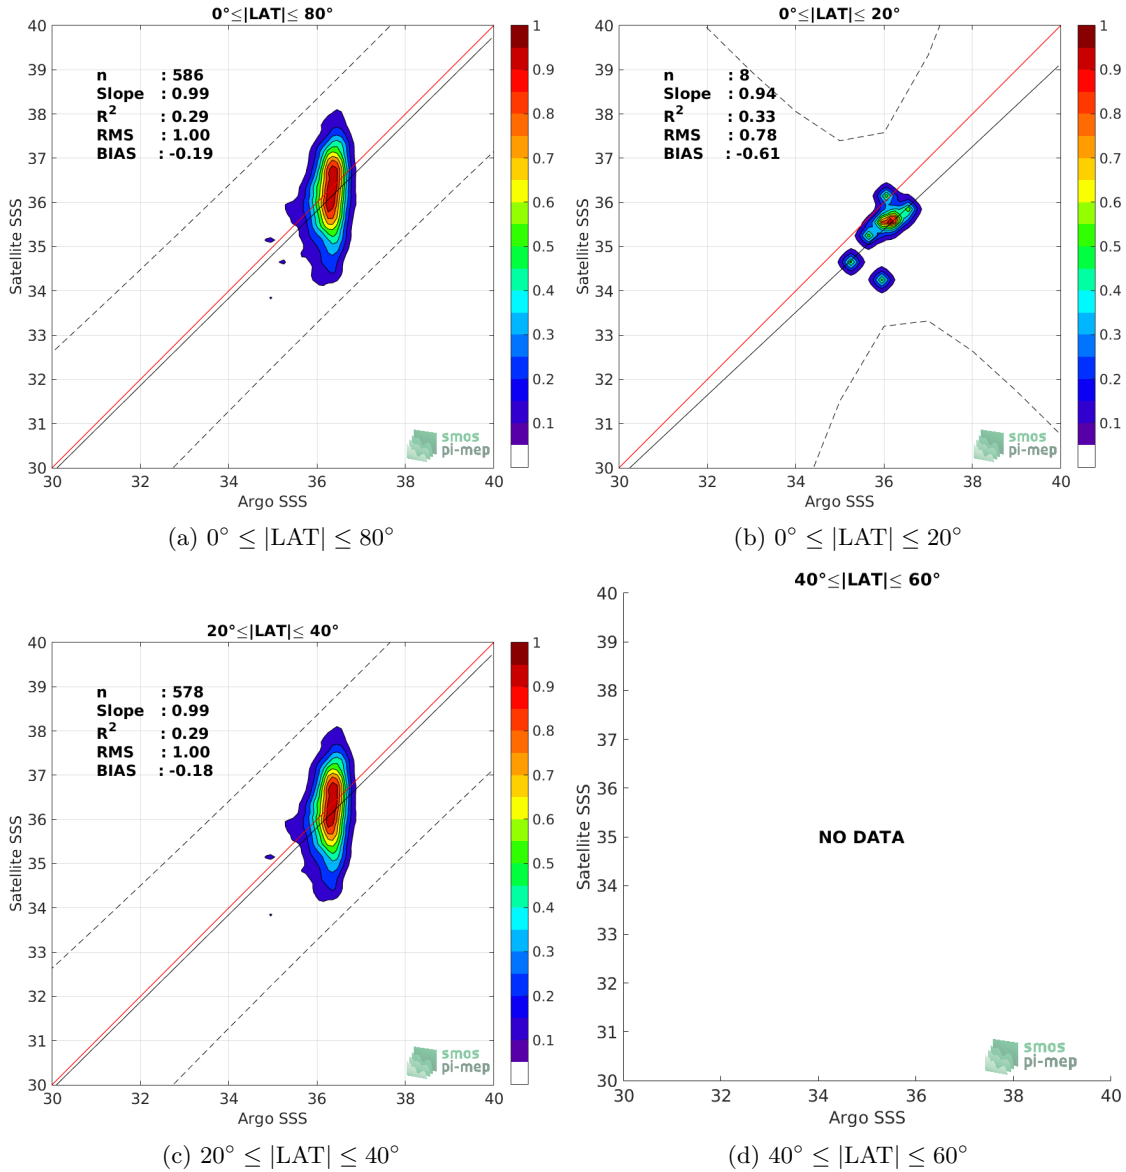 0°≤|LAT|≤ 80°
40
39
38
37
36
35
34
33
32
31
30
30 32 34 36 38 40
Satellite SSS
Argo SSS
n : 586
Slope : 0.99
R² : 0.29
RMS : 1.00
BIAS : -0.19
1
0.9
0.8
0.7
0.6
0.5
0.4
0.3
0.2
0.1
smos
pi-mep
(a) 0° ≤ |LAT| ≤ 80°
0°≤|LAT|≤ 20°
40
39
38
37
36
35
34
33
32
31
30
30 32 34 36 38 40
Satellite SSS
Argo SSS
n : 8
Slope : 0.94
R² : 0.33
RMS : 0.78
BIAS : -0.61
1
0.9
0.8
0.7
0.6
0.5
0.4
0.3
0.2
0.1
smos
pi-mep
(b) 0° ≤ |LAT| ≤ 20°
20°≤|LAT|≤ 40°
40
39
38
37
36
35
34
33
32
31
30
30 32 34 36 38 40
Satellite SSS
Argo SSS
n : 578
Slope : 0.99
R² : 0.29
RMS : 1.00
BIAS : -0.18
1
0.9
0.8
0.7
0.6
0.5
0.4
0.3
0.2
0.1
smos
pi-mep
(c) 20° ≤ |LAT| ≤ 40°
40°≤|LAT|≤ 60°
40
39
38
37
36
35
34
33
32
31
30
30 32 34 36 38 40
Satellite SSS
Argo SSS
NO DATA
smos
pi-mep
(d) 40° ≤ |LAT| ≤ 60°